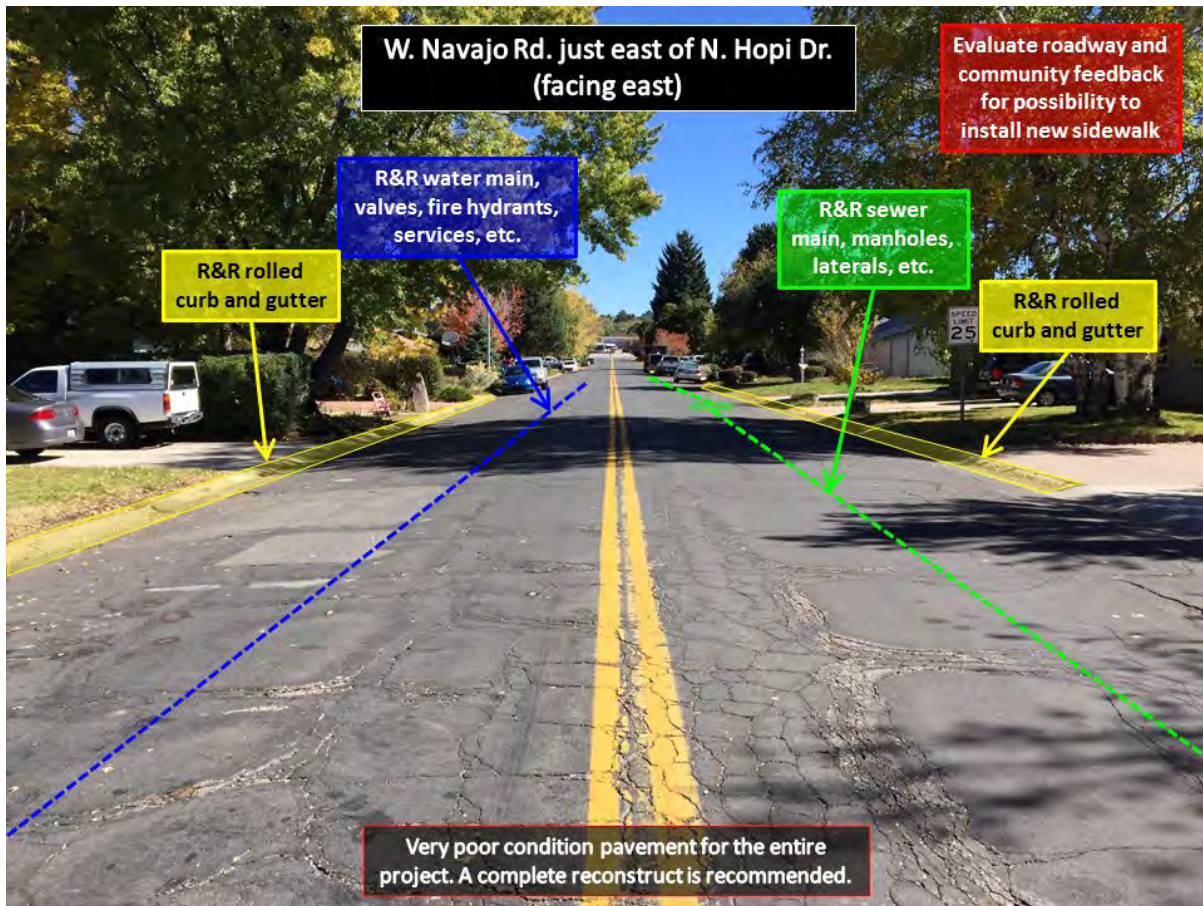 W. Navajo Rd. just east of N. Hopi Dr.
(facing east)
Evaluate roadway and
community feedback
for possibility to
install new sidewalk
R&R water main,
valves, fire hydrants,
services, etc.
R&R sewer
main, manholes,
laterals, etc.
R&R rolled
curb and gutter
R&R rolled
curb and gutter
SPEED
LIMIT
25
Very poor condition pavement for the entire
project. A complete reconstruct is recommended.